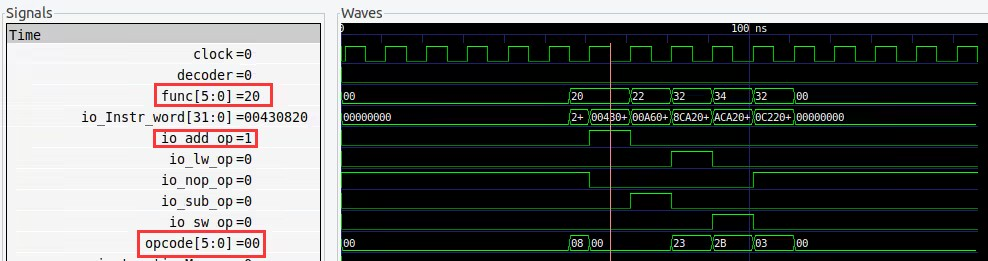 Signals
Waves
Time
100 ns
clock=0
decoder=0
func[5:0]=20
00
20
22
32
34
32
00
io_Instr_word[31:0]=00430820
00000000
2+
00430+
00A60+
8CA20+
ACA20+
0C220+
00000000
io_add_op=1
io_lw_op=0
io_nop_op=0
io_sub_op=0
io_sw_op=0
opcode[5:0]=00
00
08
00
23
2B
03
00